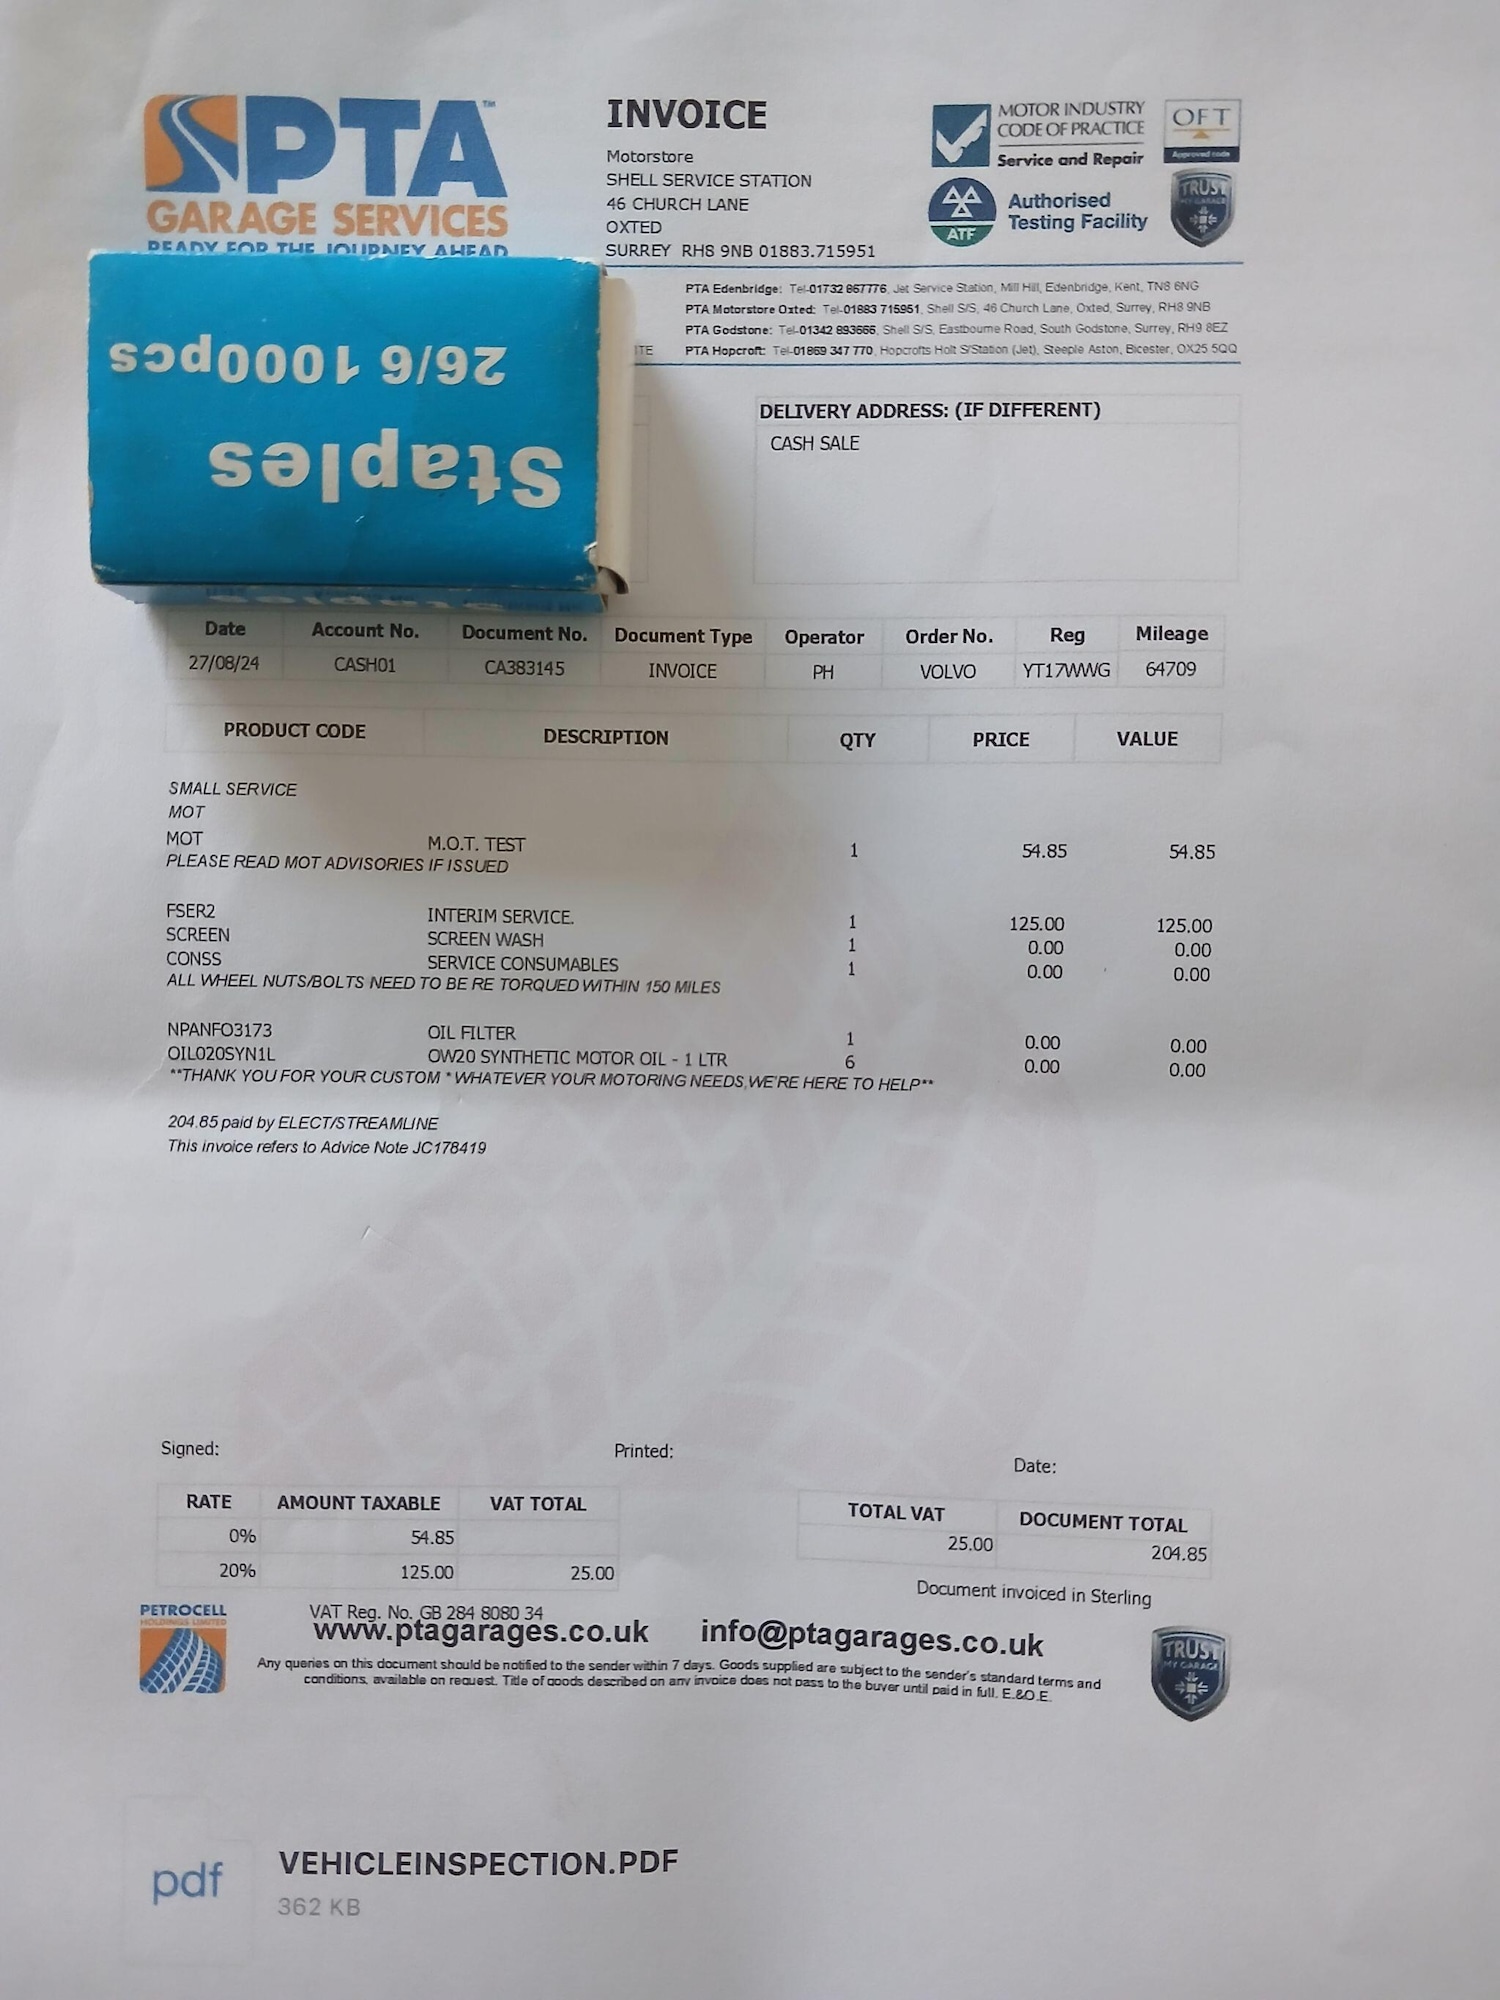 PTA™
GARAGE SERVICES
READY FOR THE JOURNEY AHEAD
INVOICE
Motorstore
SHELL SERVICE STATION
46 CHURCH LANE
OXTED
SURREY RH8 9NB 01883.715951
MOTOR INDUSTRY
CODE OF PRACTICE
Service and Repair
OFT
Approved code
ATF
Authorised
Testing Facility
TRUST
MY GARAGE
PTA Edenbridge: Tel-01732 867776, Jet Service Station, Mill Hill, Edenbridge, Kent, TN8 6NG
PTA Motorstore Oxted: Tel-01883 715951, Shell S/S, 46 Church Lane, Oxted, Surrey, RH8 9NB
PTA Godstone: Tel-01342 893666, Shell S/S, Eastbourne Road, South Godstone, Surrey, RH9 8EZ
PTA Hopcroft: Tel-01869 347 770, Hopcrofts Holt S/Station (Jet), Steeple Aston, Bicester, OX25 5QQ
Staples
26/6 1000pcs
Staples
DELIVERY ADDRESS: (IF DIFFERENT)
CASH SALE
Date Account No. Document No. Document Type Operator Order No. Reg Mileage
27/08/24 CASH01 CA383145 INVOICE PH VOLVO YT17WWG 64709
PRODUCT CODE DESCRIPTION QTY PRICE VALUE
SMALL SERVICE
MOT
MOT M.O.T. TEST 1 54.85 54.85
PLEASE READ MOT ADVISORIES IF ISSUED
FSER2 INTERIM SERVICE. 1 125.00 125.00
SCREEN SCREEN WASH 1 0.00 0.00
CONSS SERVICE CONSUMABLES 1 0.00 0.00
ALL WHEEL NUTS/BOLTS NEED TO BE RE TORQUED WITHIN 150 MILES
NPANFO3173 OIL FILTER 1 0.00 0.00
OIL020SYN1L OW20 SYNTHETIC MOTOR OIL - 1 LTR 6 0.00 0.00
**THANK YOU FOR YOUR CUSTOM * WHATEVER YOUR MOTORING NEEDS,WE'RE HERE TO HELP**
204.85 paid by ELECT/STREAMLINE
This invoice refers to Advice Note JC178419
Signed: Printed: Date:
RATE AMOUNT TAXABLE VAT TOTAL
0% 54.85
20% 125.00 25.00
TOTAL VAT DOCUMENT TOTAL
25.00 204.85
Document invoiced in Sterling
PETROCELL
HOLDINGS LIMITED
VAT Reg. No. GB 284 8080 34
www.ptagarages.co.uk info@ptagarages.co.uk
Any queries on this document should be notified to the sender within 7 days. Goods supplied are subject to the sender's standard terms and
conditions, available on request. Title of goods described on any invoice does not pass to the buyer until paid in full. E.&O.E.
TRUST
MY GARAGE
pdf
VEHICLEINSPECTION.PDF
362 KB